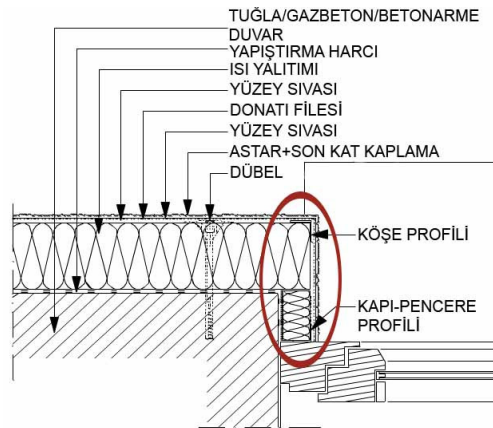 TUĞLA/GAZBETON/BETONARME
DUVAR
YAPIŞTIRMA HARCI
ISI YALITIMI
YÜZEY SIVASI
DONATI FİLESİ
YÜZEY SIVASI
ASTAR+SON KAT KAPLAMA
DÜBEL
KÖŞE PROFİLİ
KAPI-PENCERE
PROFİLİ